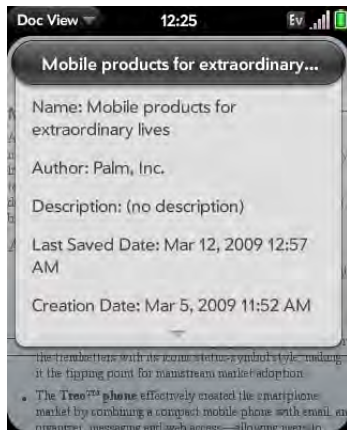 Doc View 12:25 Ev
Mobile products for extraordinary...
Name: Mobile products for
extraordinary lives
Author: Palm, Inc.
Description: (no description)
Last Saved Date: Mar 12, 2009 12:57
AM
Creation Date: Mar 5, 2009 11:52 AM
the trendsetters with its iconic status-symbol style, making
it the tipping point for mainstream market adoption
• The Treo™ phone effectively created the smartphone
market by combining a compact mobile phone with email, an
organizer, messaging and web access—allowing users to